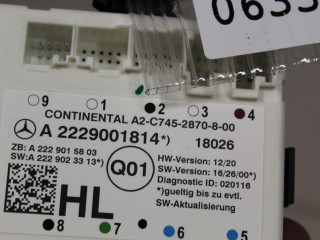 0635
9 1 2 3 4
CONTINENTAL A2-C745-2870-8-00
A 2229001814*) 18026
ZB: A 222 901 58 03
SW:A 222 902 33 13*)
Q01
HW-Version: 12/20
SW-Version: 16/26/00*)
Diagnostic ID: 020116
*) gueltig bis zu evtl.
SW-Aktualisierung
HL
8 7 6 5